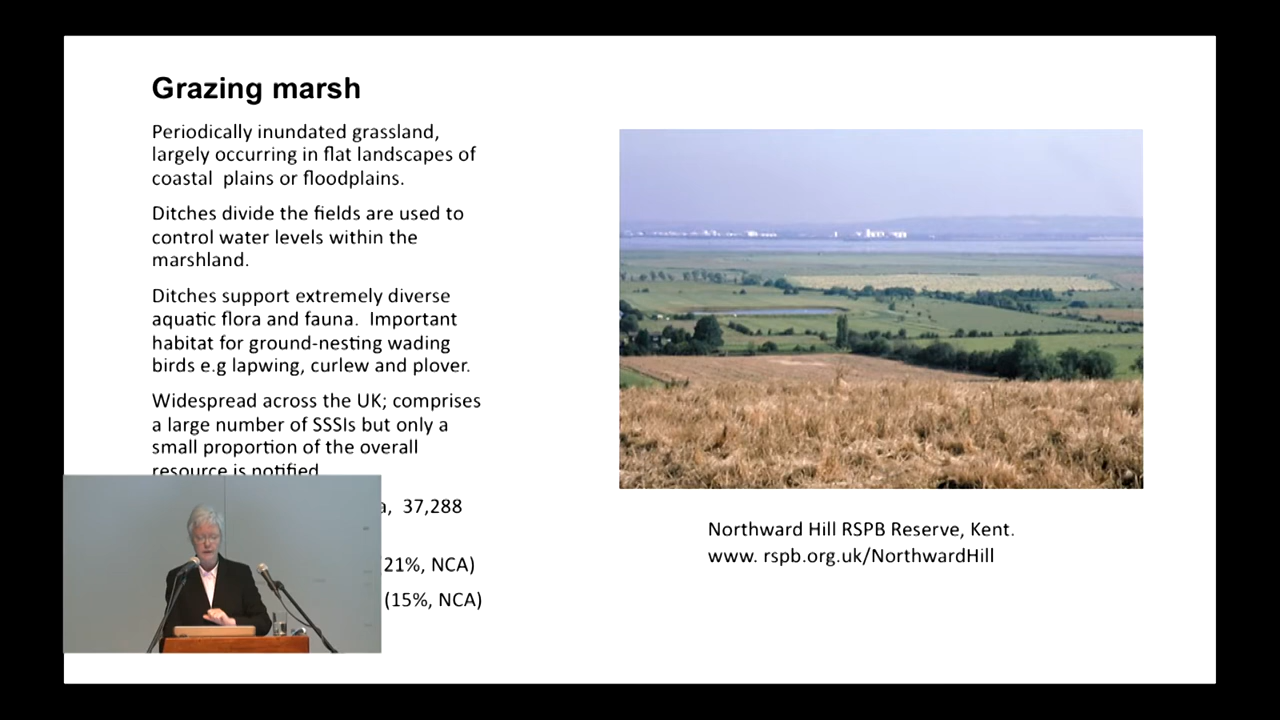 Grazing marsh
Periodically inundated grassland,
largely occurring in flat landscapes of
coastal plains or floodplains.
Ditches divide the fields are used to
control water levels within the
marshland.
Ditches support extremely diverse
aquatic flora and fauna. Important
habitat for ground-nesting wading
birds e.g lapwing, curlew and plover.
Widespread across the UK; comprises
a large number of SSSIs but only a
small proportion of the overall
resource is notified
a, 37,288
21%, NCA)
(15%, NCA)
Northward Hill RSPB Reserve, Kent.
www. rspb.org.uk/NorthwardHill